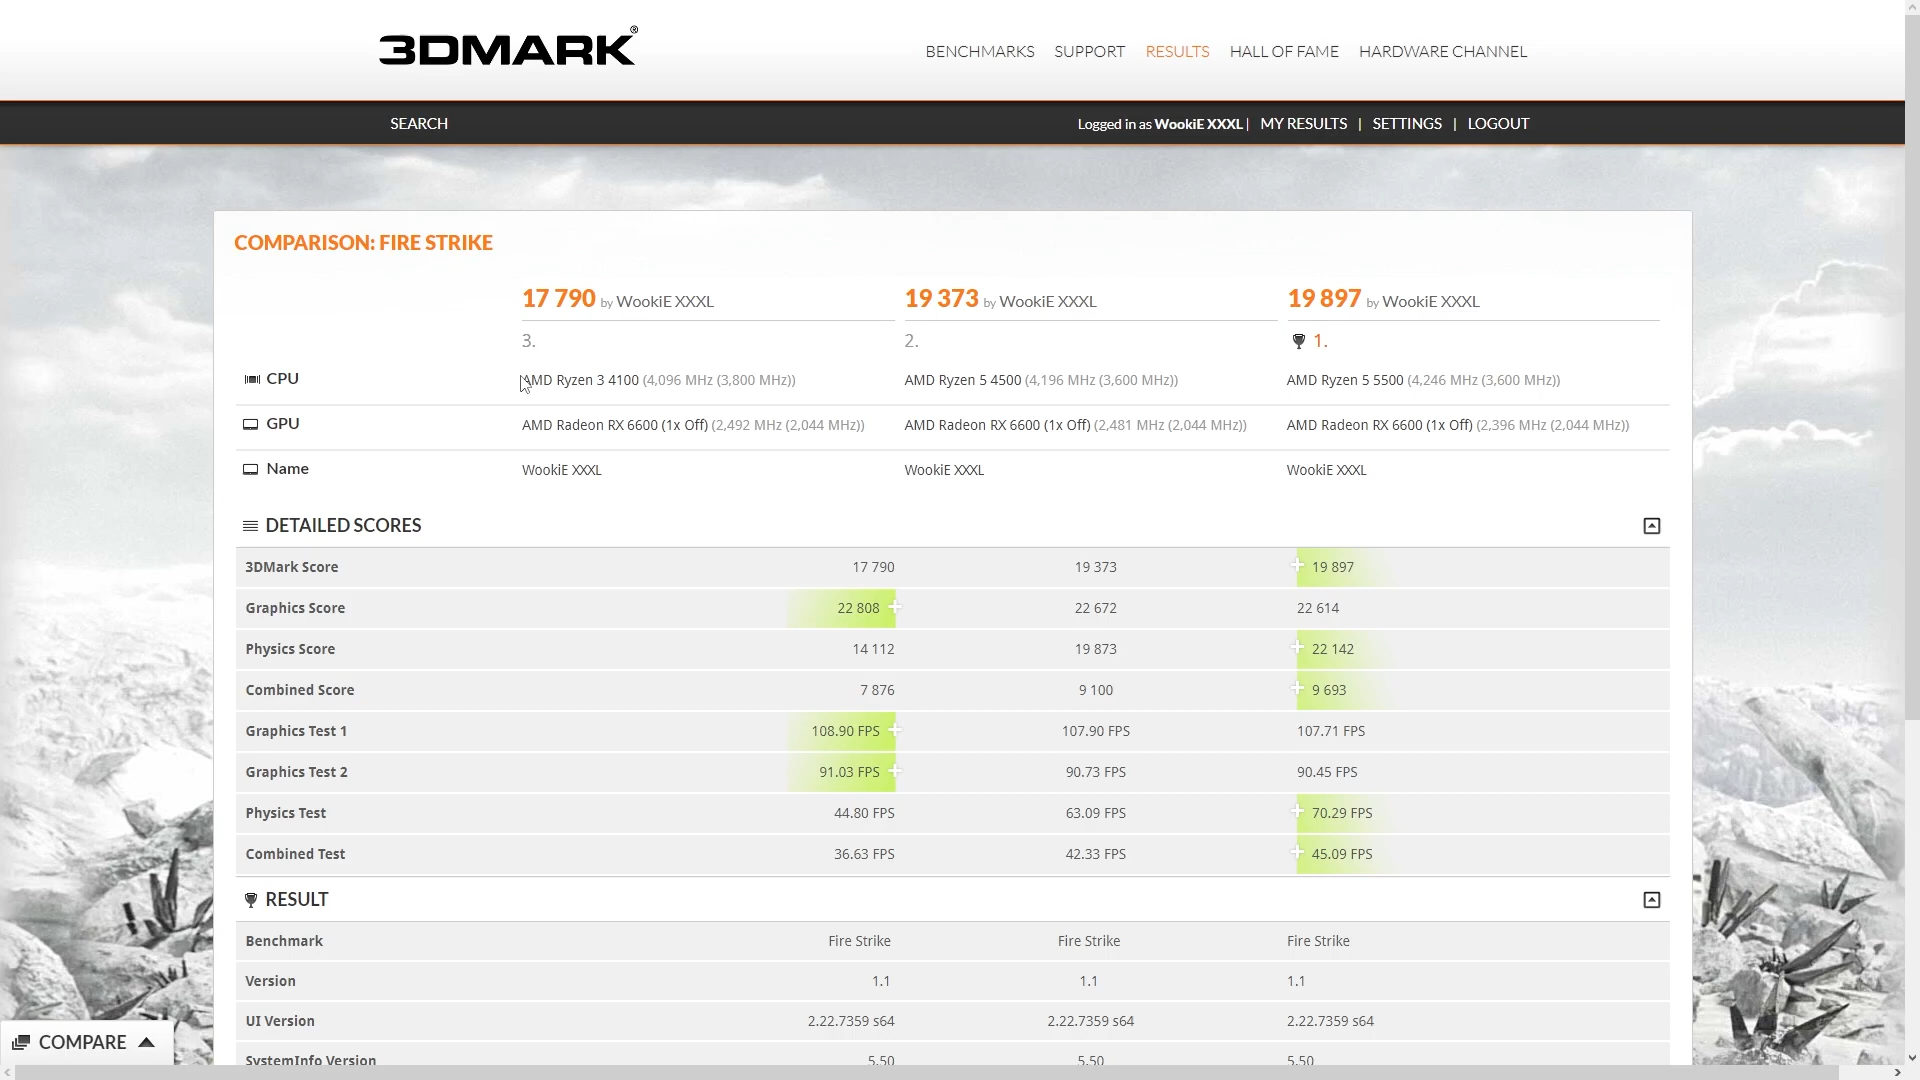 3DMARK®
BENCHMARKS SUPPORT RESULTS HALL OF FAME HARDWARE CHANNEL
SEARCH Logged in as WookiE XXXL | MY RESULTS | SETTINGS | LOGOUT
COMPARISON: FIRE STRIKE
17 790 by WookiE XXXL 19 373 by WookiE XXXL 19 897 by WookiE XXXL
3. 2. 1.
CPU AMD Ryzen 3 4100 (4,096 MHz (3,800 MHz)) AMD Ryzen 5 4500 (4,196 MHz (3,600 MHz)) AMD Ryzen 5 5500 (4,246 MHz (3,600 MHz))
GPU AMD Radeon RX 6600 (1x Off) (2,492 MHz (2,044 MHz)) AMD Radeon RX 6600 (1x Off) (2,481 MHz (2,044 MHz)) AMD Radeon RX 6600 (1x Off) (2,396 MHz (2,044 MHz))
Name WookiE XXXL WookiE XXXL WookiE XXXL
DETAILED SCORES
3DMark Score 17 790 19 373 + 19 897
Graphics Score 22 808 + 22 672 22 614
Physics Score 14 112 19 873 + 22 142
Combined Score 7 876 9 100 + 9 693
Graphics Test 1 108.90 FPS + 107.90 FPS 107.71 FPS
Graphics Test 2 91.03 FPS + 90.73 FPS 90.45 FPS
Physics Test 44.80 FPS 63.09 FPS + 70.29 FPS
Combined Test 36.63 FPS 42.33 FPS + 45.09 FPS
RESULT
Benchmark Fire Strike Fire Strike Fire Strike
Version 1.1 1.1 1.1
UI Version 2.22.7359 s64 2.22.7359 s64 2.22.7359 s64
SystemInfo Version 5.50 5.50 5.50
COMPARE